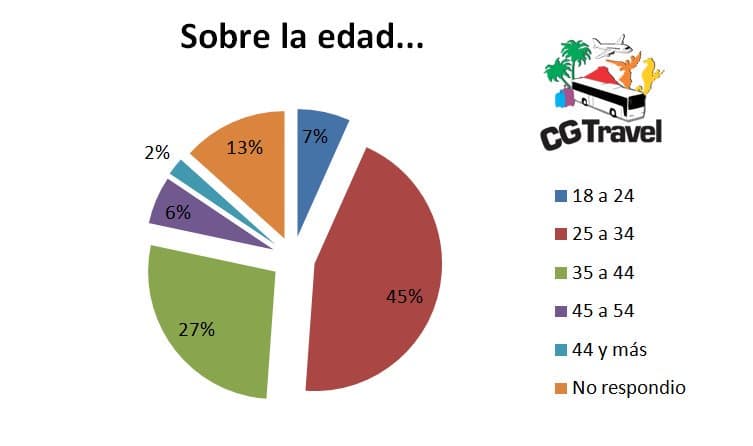 Sobre la edad...
CGTravel
7%
45%
27%
6%
2%
13%
18 a 24
25 a 34
35 a 44
45 a 54
44 y más
No respondio